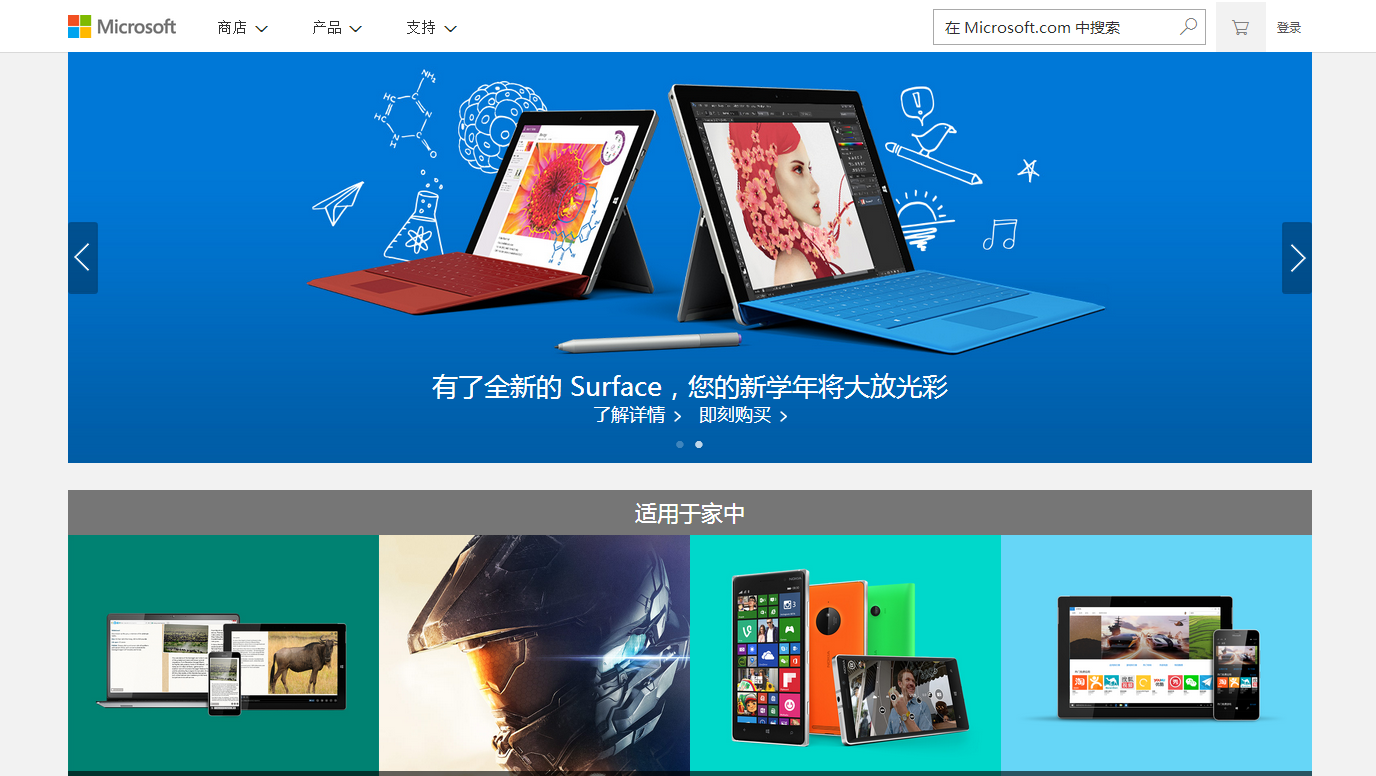 Microsoft 商店 产品 支持 在 Microsoft.com 中搜索 登录
有了全新的 Surface，您的新学年将大放光彩
了解详情 即刻购买
适用于家中